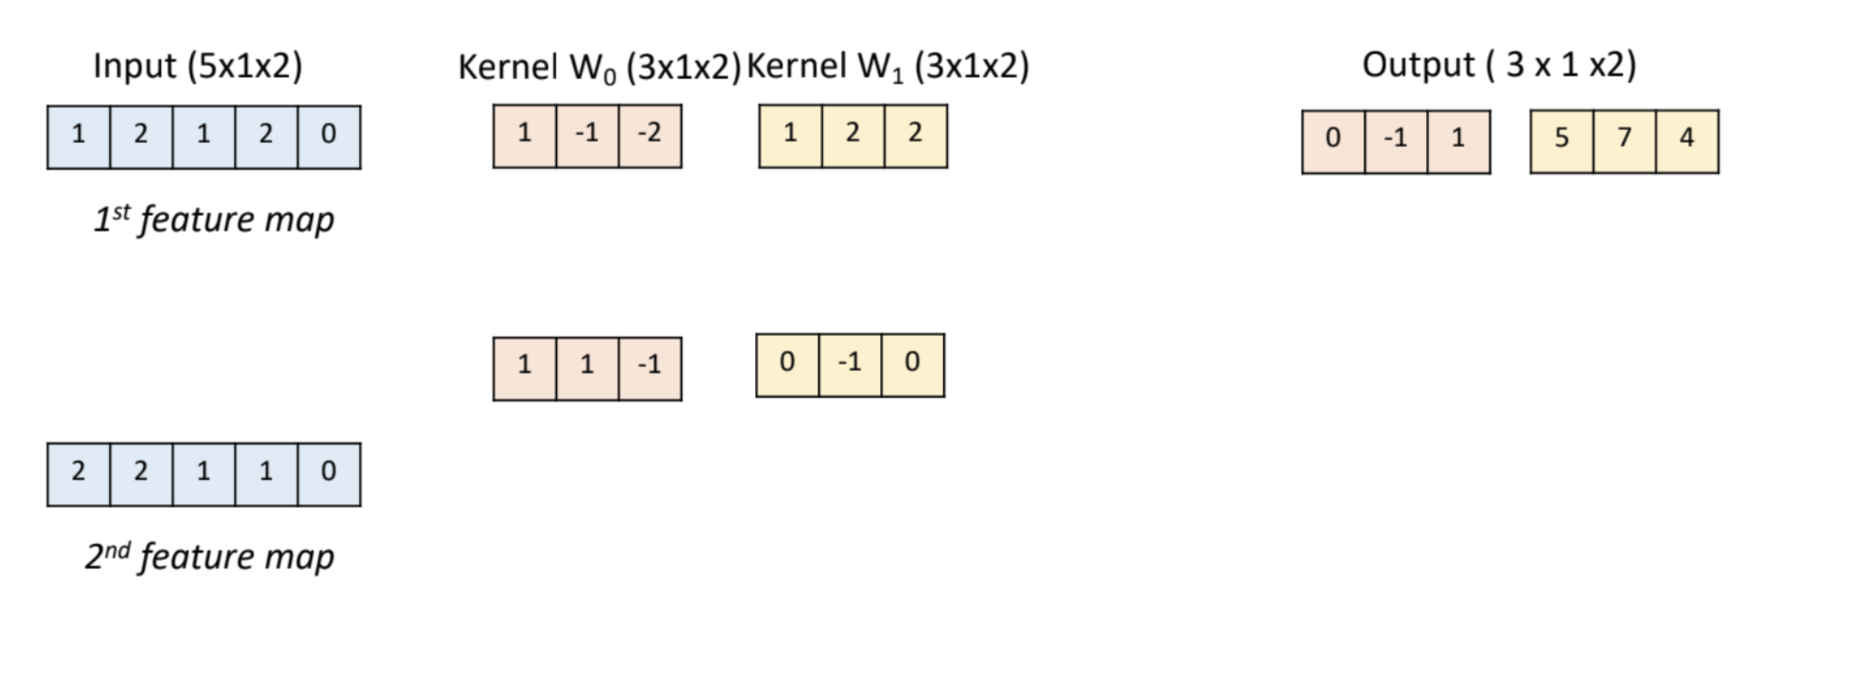 Input (5x1x2) Kernel W₀ (3x1x2) Kernel W₁ (3x1x2) Output ( 3 x 1 x2)
1 2 1 2 0 1 -1 -2 1 2 2 0 -1 1 5 7 4
1st feature map
1 1 -1 0 -1 0
2 2 1 1 0
2nd feature map